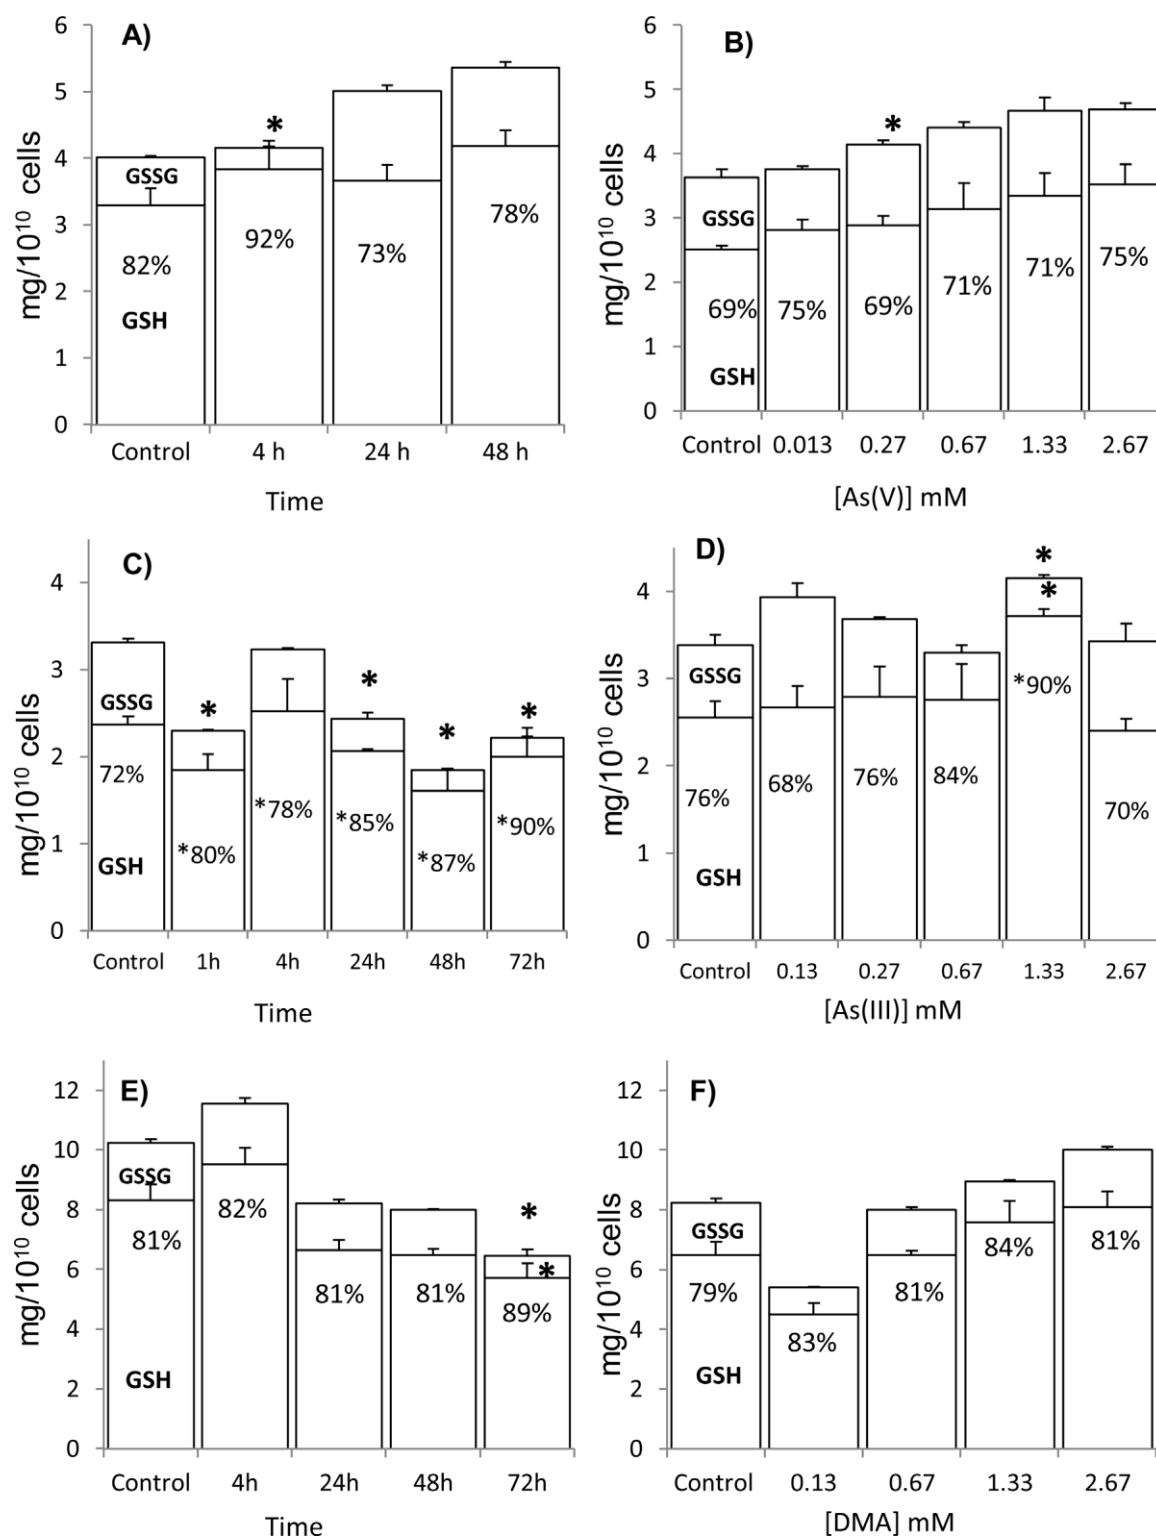 A)
mg/10¹⁰ cells
6
5
4
3
2
1
0
*
GSSG
82%
GSH
92%
73%
78%
Control 4 h 24 h 48 h
Time
B)
mg/10¹⁰ cells
6
5
4
3
2
1
0
*
GSSG
69%
GSH
75%
69%
71%
71%
75%
Control 0.013 0.27 0.67 1.33 2.67
[As(V)] mM
C)
mg/10¹⁰ cells
4
3
2
1
0
* * * *
GSSG
72%
GSH
*80%
*78%
*85%
*87%
*90%
Control 1h 4h 24h 48h 72h
Time
D)
mg/10¹⁰ cells
4
3
2
1
0
*
*
GSSG
76%
GSH
68%
76%
84%
*90%
70%
Control 0.13 0.27 0.67 1.33 2.67
[As(III)] mM
E)
mg/10¹⁰ cells
12
10
8
6
4
2
0
*
*
GSSG
81%
GSH
82%
81%
81%
89%
Control 4h 24h 48h 72h
Time
F)
mg/10¹⁰ cells
12
10
8
6
4
2
0
GSSG
79%
GSH
83%
81%
84%
81%
Control 0.13 0.67 1.33 2.67
[DMA] mM